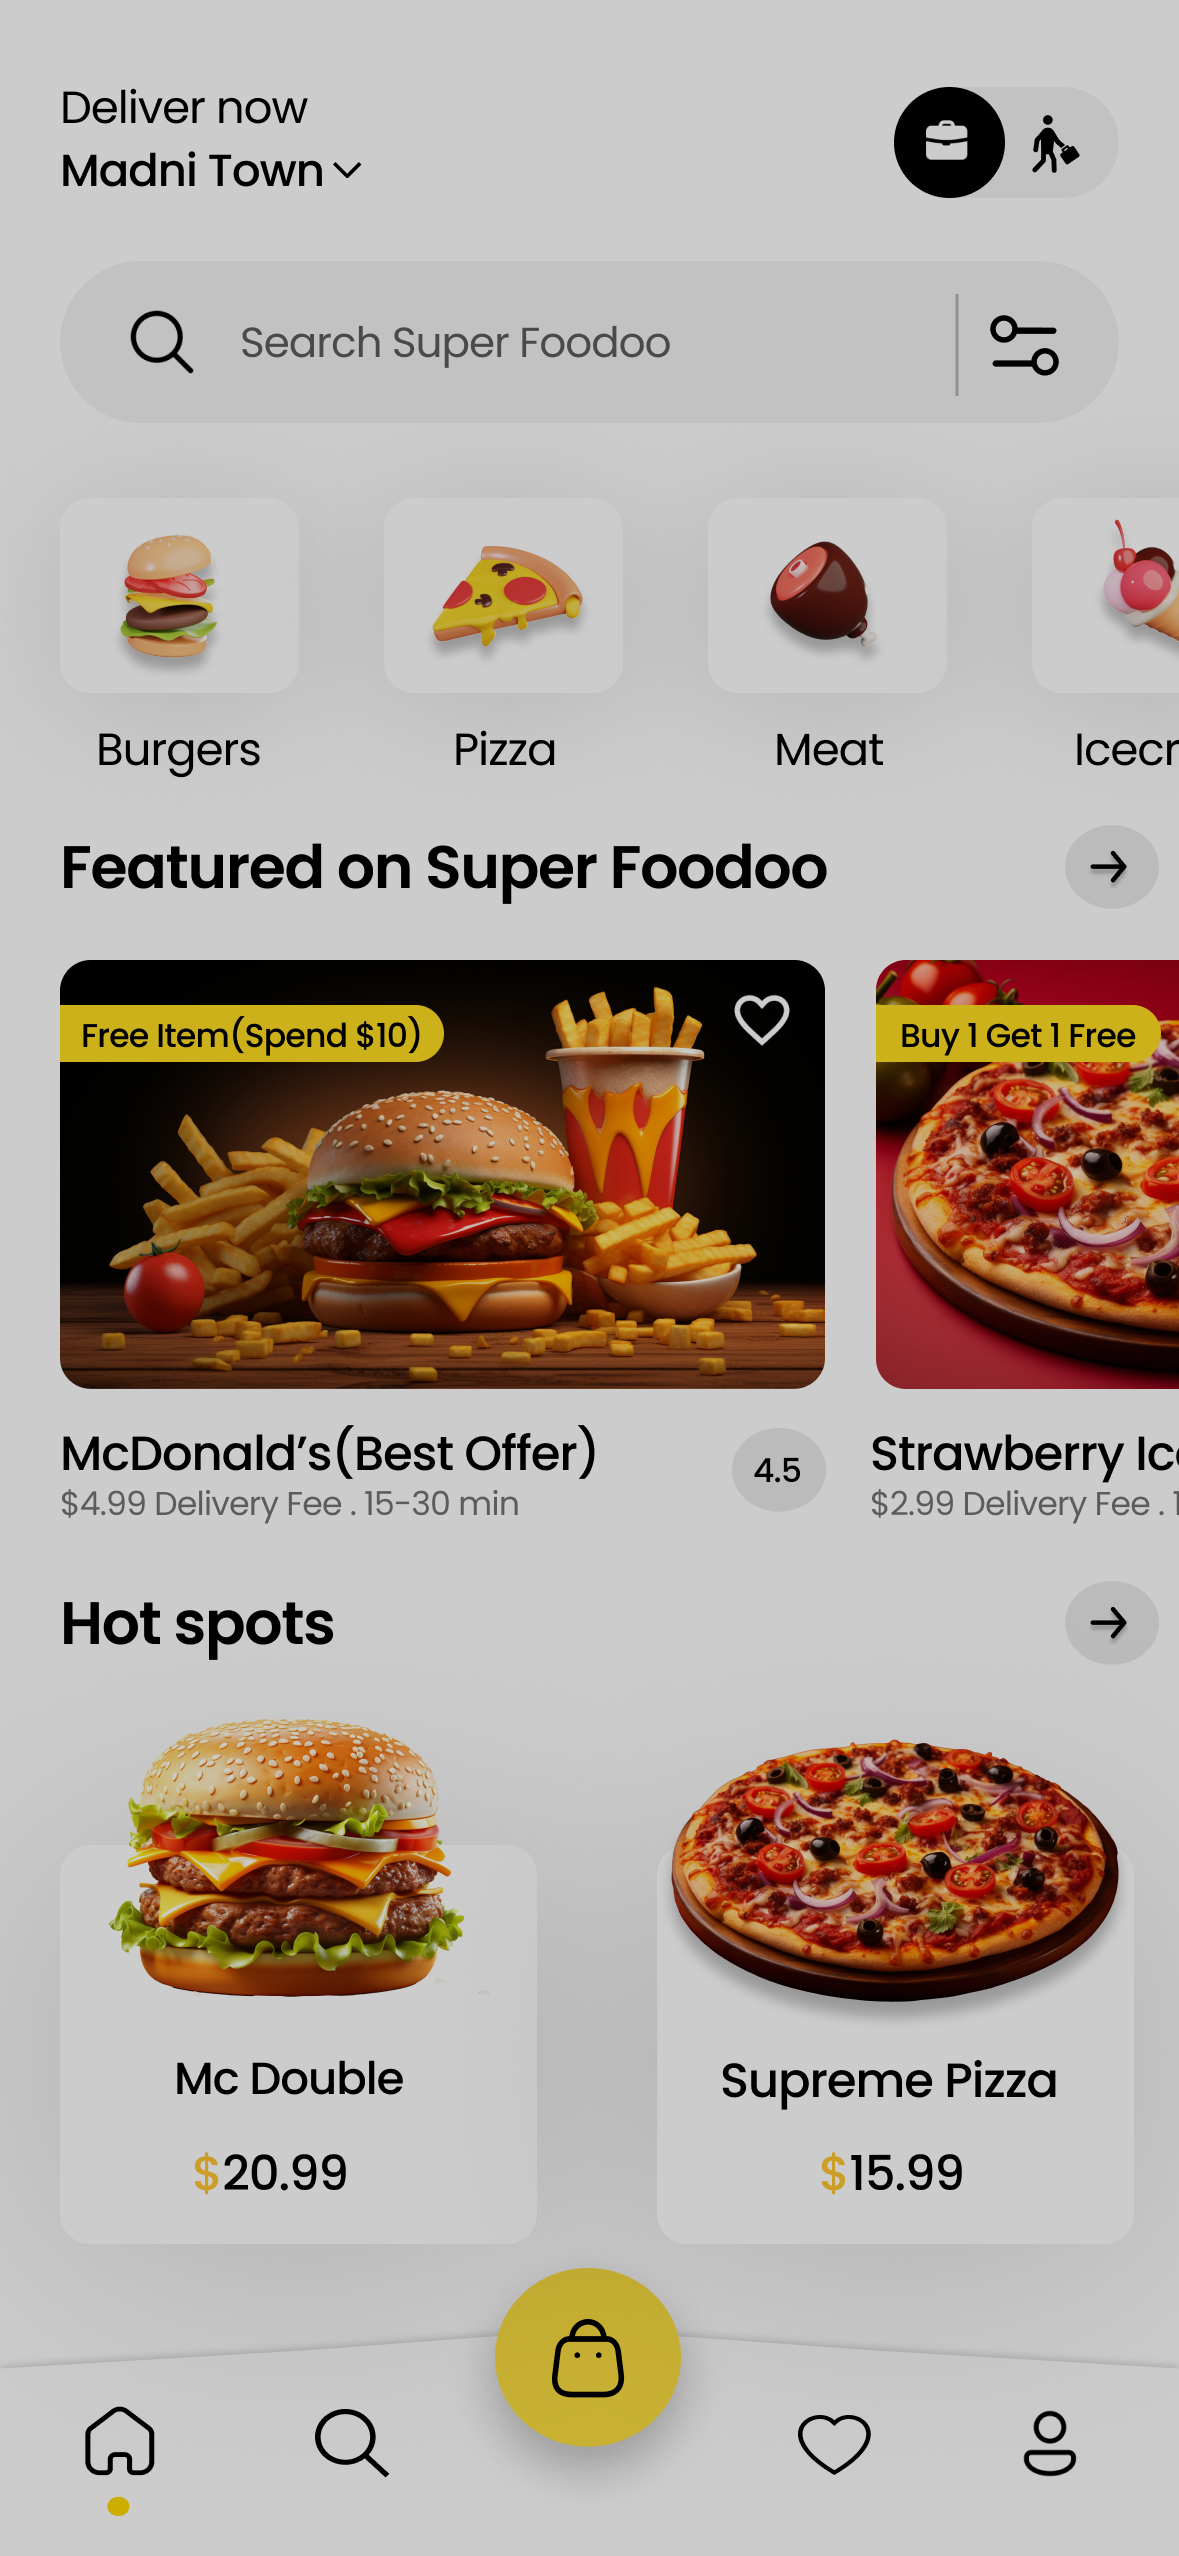 Deliver now
Madni Town
Search Super Foodoo
Burgers
Pizza
Meat
Icecr
Featured on Super Foodoo
Free Item(Spend $10)
Buy 1 Get 1 Free
McDonald’s(Best Offer)
4.5
$4.99 Delivery Fee . 15-30 min
Strawberry Ic
$2.99 Delivery Fee . 1
Hot spots
Mc Double
$20.99
Supreme Pizza
$15.99